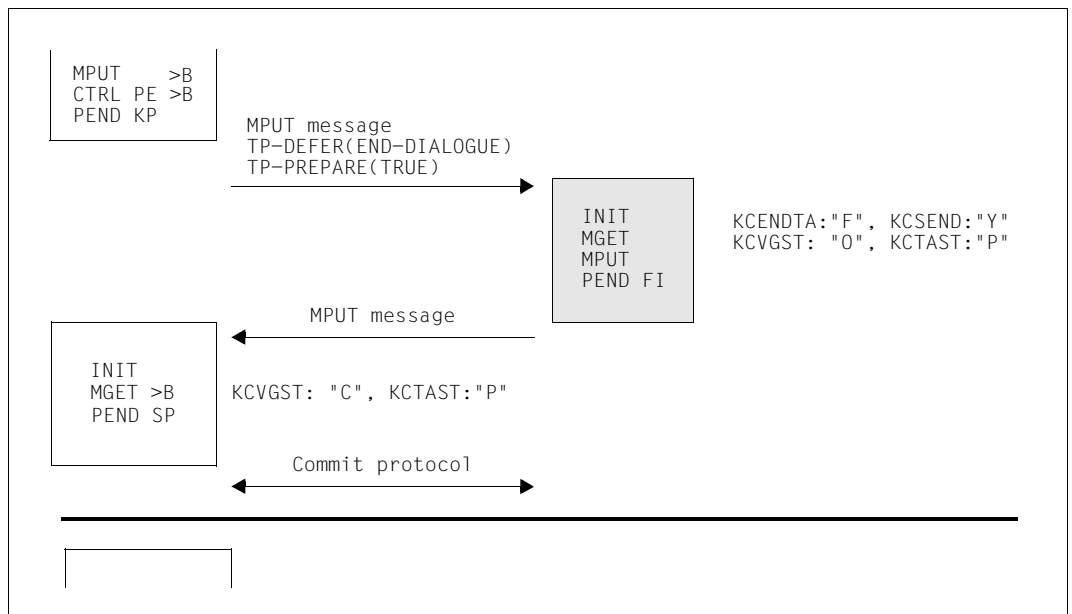 MPUT >B
CTRL PE >B
PEND KP
MPUT message
TP-DEFER(END-DIALOGUE)
TP-PREPARE(TRUE)
INIT
MGET
MPUT
PEND FI
KCENDTA:"F", KCSEND:"Y"
KCVGST: "O", KCTAST:"P"
MPUT message
INIT
MGET >B
PEND SP
KCVGST: "C", KCTAST:"P"
Commit protocol